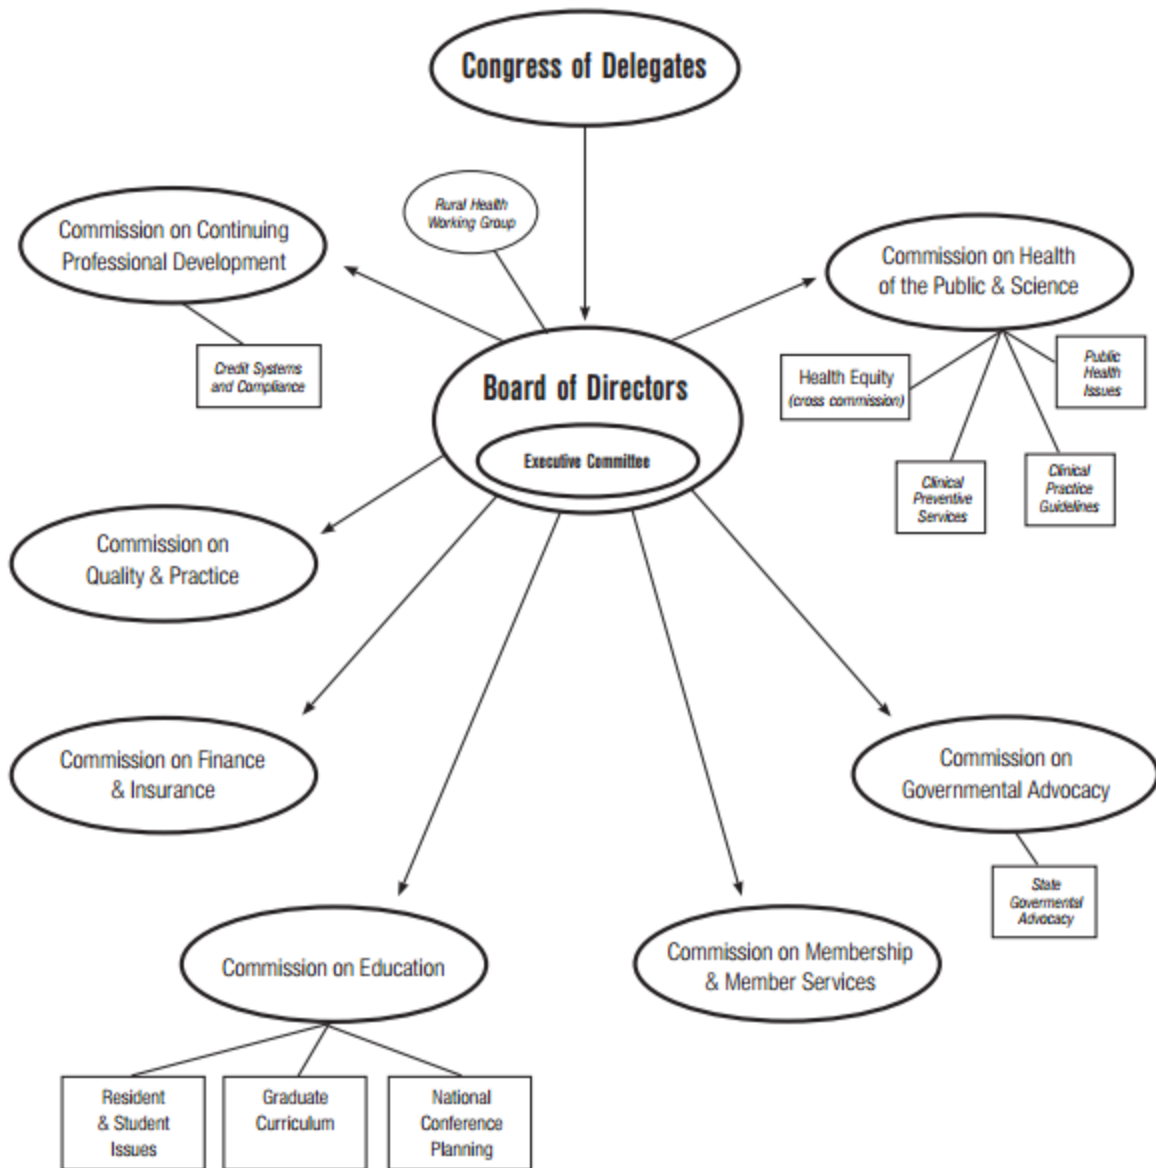 Congress of Delegates
Rural Health
Working Group
Commission on Continuing
Professional Development
Commission on Health
of the Public & Science
Credit Systems
and Compliance
Health Equity
(cross commission)
Public
Health
Issues
Board of Directors
Executive Committee
Clinical
Preventive
Services
Clinical
Practice
Guidelines
Commission on
Quality & Practice
Commission on Finance
& Insurance
Commission on
Governmental Advocacy
State
Govermental
Advocacy
Commission on Education
Commission on Membership
& Member Services
Resident
& Student
Issues
Graduate
Curriculum
National
Conference
Planning